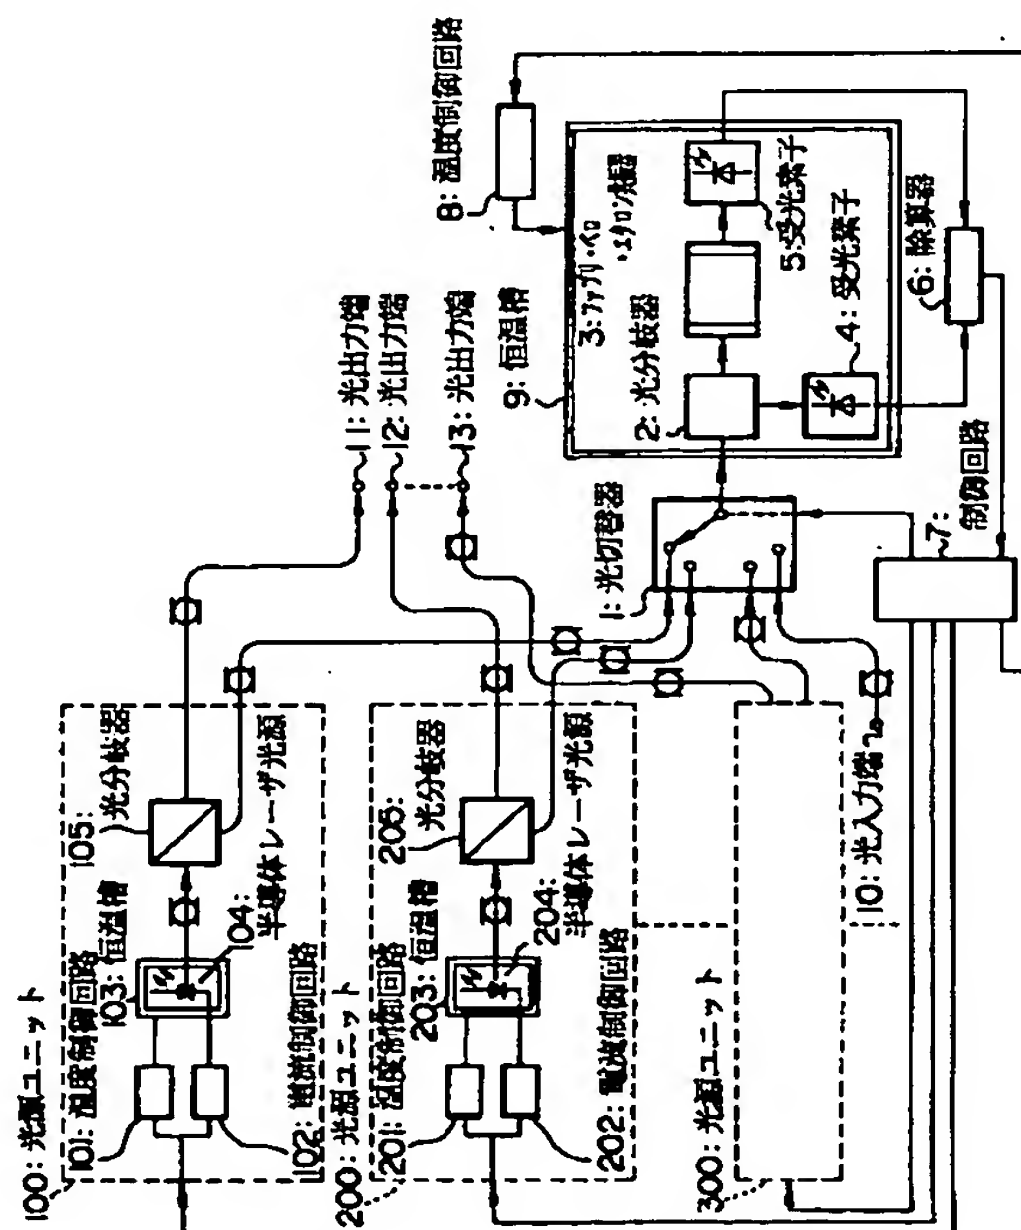 100: 光源ユニット
101: 温度制御回路
103: 恒温槽
105:
光分岐器
104:
半導体レーザ光源
102: 電流制御回路
200: 光源ユニット
201: 温度制御回路
203: 恒温槽
205:
光分岐器
204:
半導体レーザ光源
202: 電流制御回路
300: 光源ユニット
10: 光入力端
11: 光出力端
12: 光出力端
13: 光出力端
1: 光切替器
8: 温度制御回路
9: 恒温槽
3: ファブリ・ペロ
・エタロン共振器
2: 光分岐器
5: 受光素子
4: 受光素子
6: 除算器
7:
制御回路